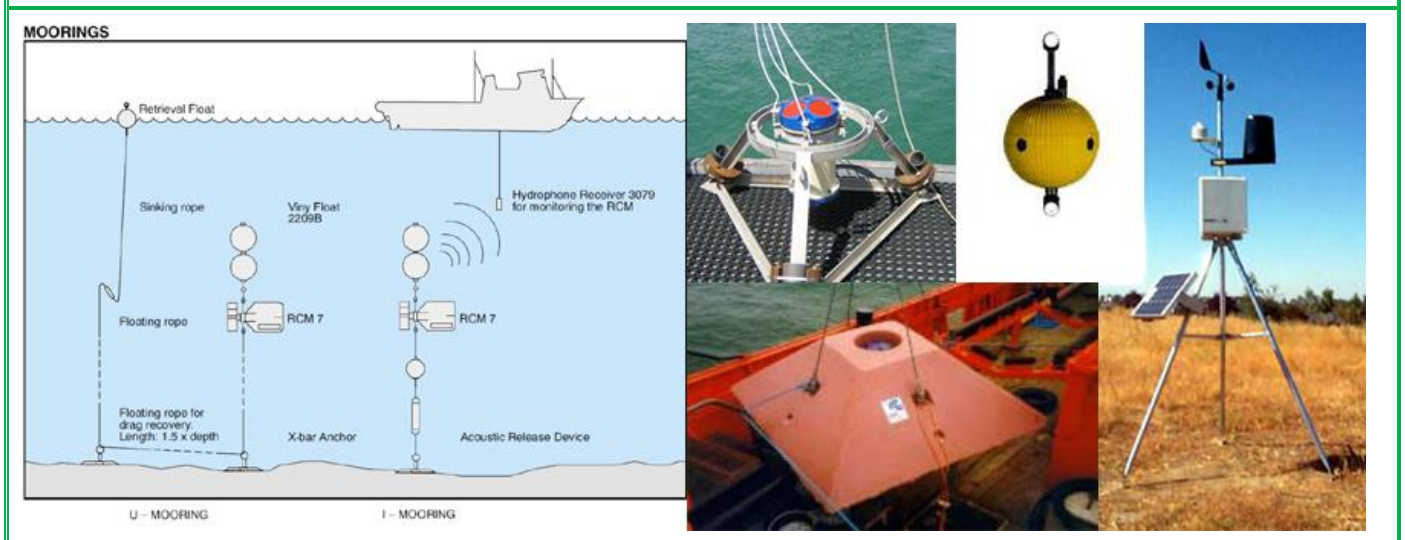 MOORINGS
Retrieval Float
Sinking rope
Viny Float
2209B
Hydrophone Receiver 3079
for monitoring the RCM
Floating rope
RCM 7
RCM 7
Floating rope for
drag recovery.
Length: 1.5 x depth
X-bar Anchor
Acoustic Release Device
U – MOORING
I – MOORING